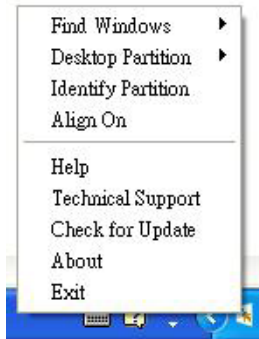 Find Windows
Desktop Partition
Identify Partition
Align On
Help
Technical Support
Check for Update
About
Exit